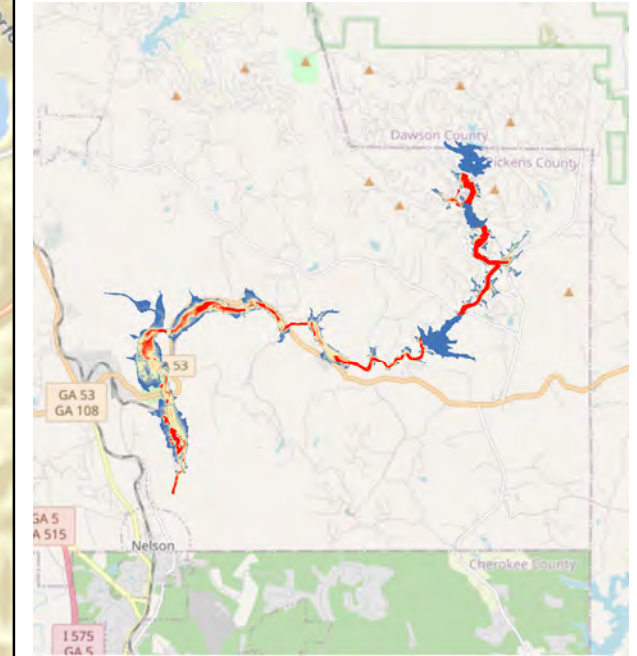 Dawson County
Pickens County
53
GA 53
GA 108
GA 5
A 515
Nelson
Cherokee County
I 575
GA 5